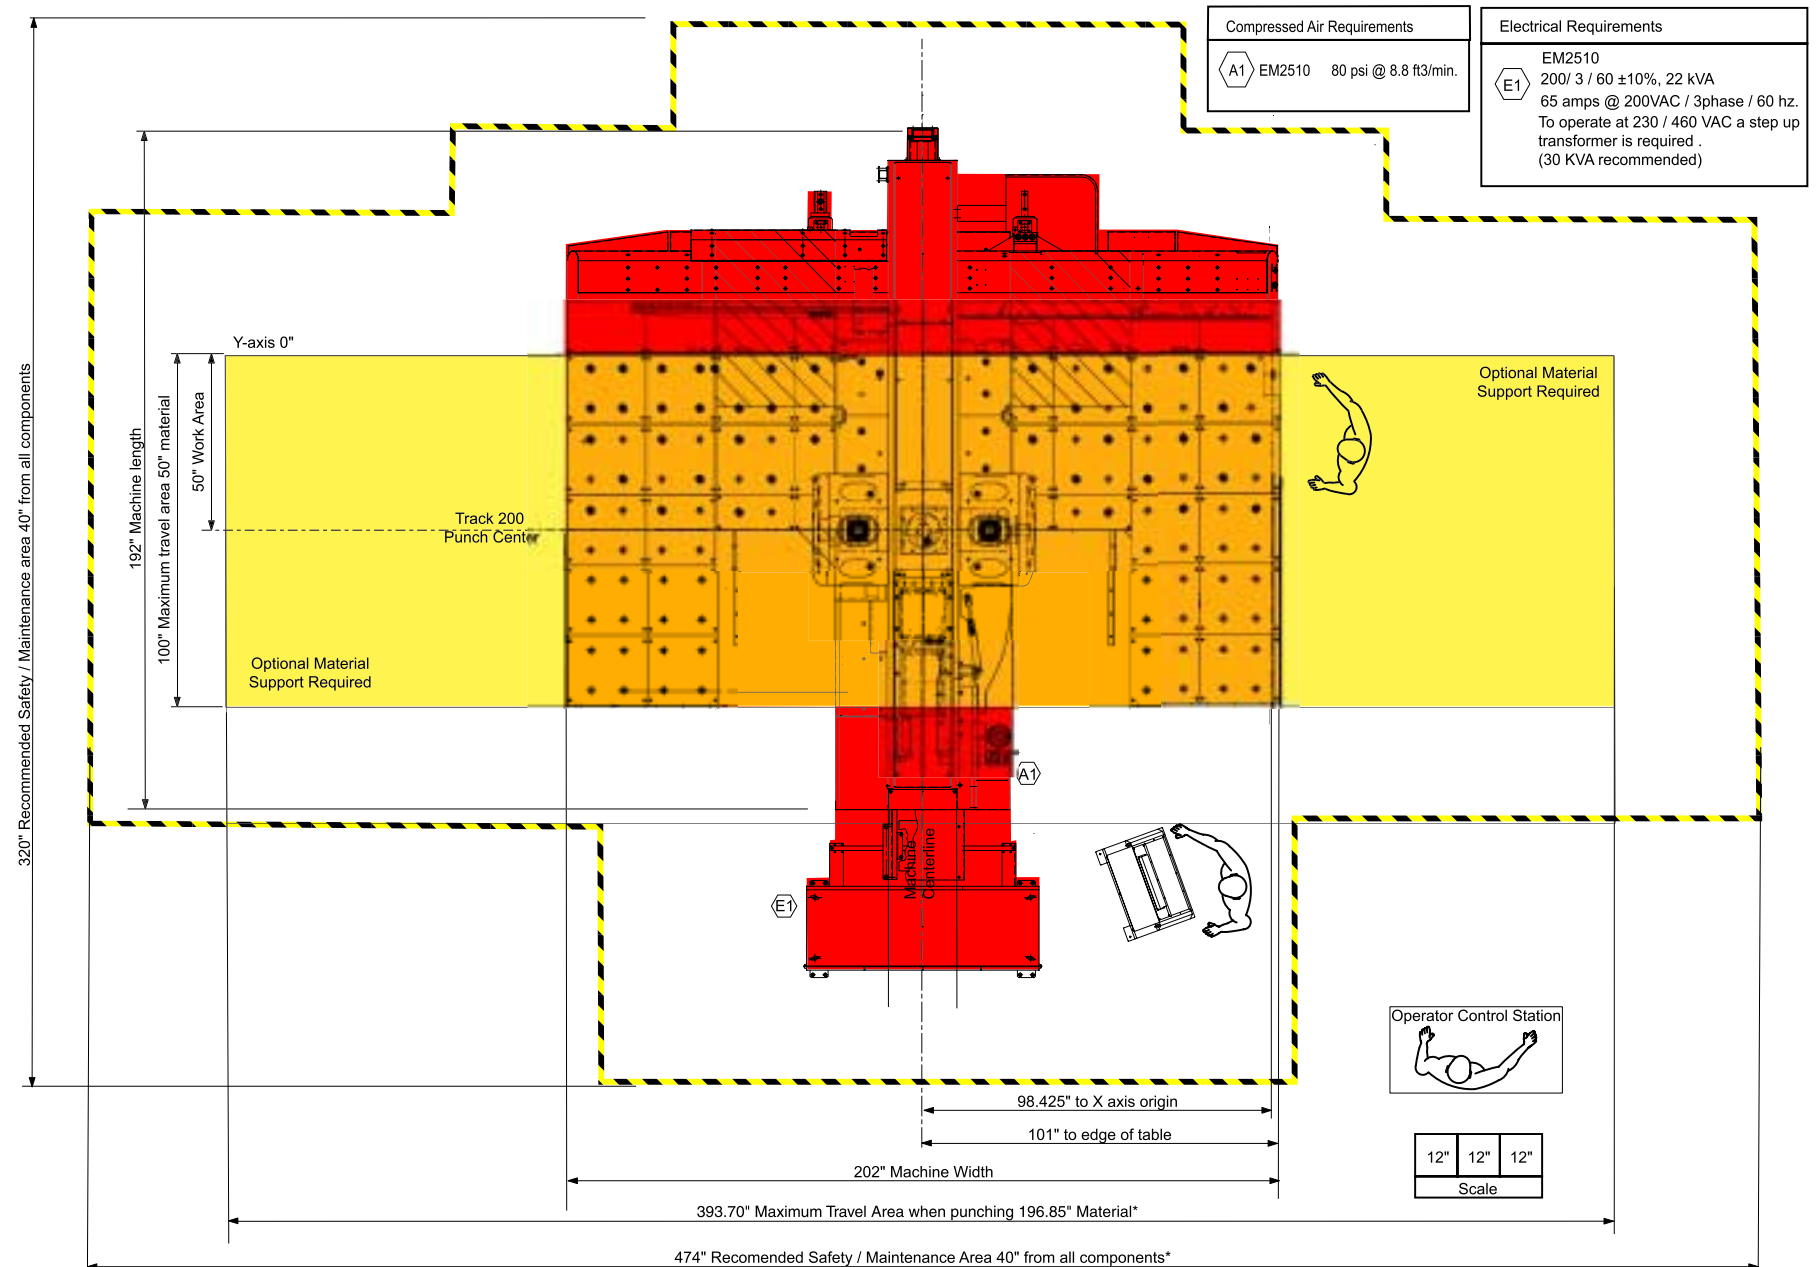 Compressed Air Requirements
A1 EM2510 80 psi @ 8.8 ft3/min.
Electrical Requirements
E1
EM2510
200/ 3 / 60 ±10%, 22 kVA
65 amps @ 200VAC / 3phase / 60 hz.
To operate at 230 / 460 VAC a step up
transformer is required .
(30 KVA recommended)
320" Recommended Safety / Maintenance area 40" from all components
192" Machine length
100" Maximum travel area 50" material
50" Work Area
Y-axis 0"
Optional Material
Support Required
Track 200
Punch Center
Optional Material
Support Required
A1
Machine
Centerline
E1
Operator Control Station
98.425" to X axis origin
101" to edge of table
12" 12" 12"
Scale
202" Machine Width
393.70" Maximum Travel Area when punching 196.85" Material*
474" Recomended Safety / Maintenance Area 40" from all components*